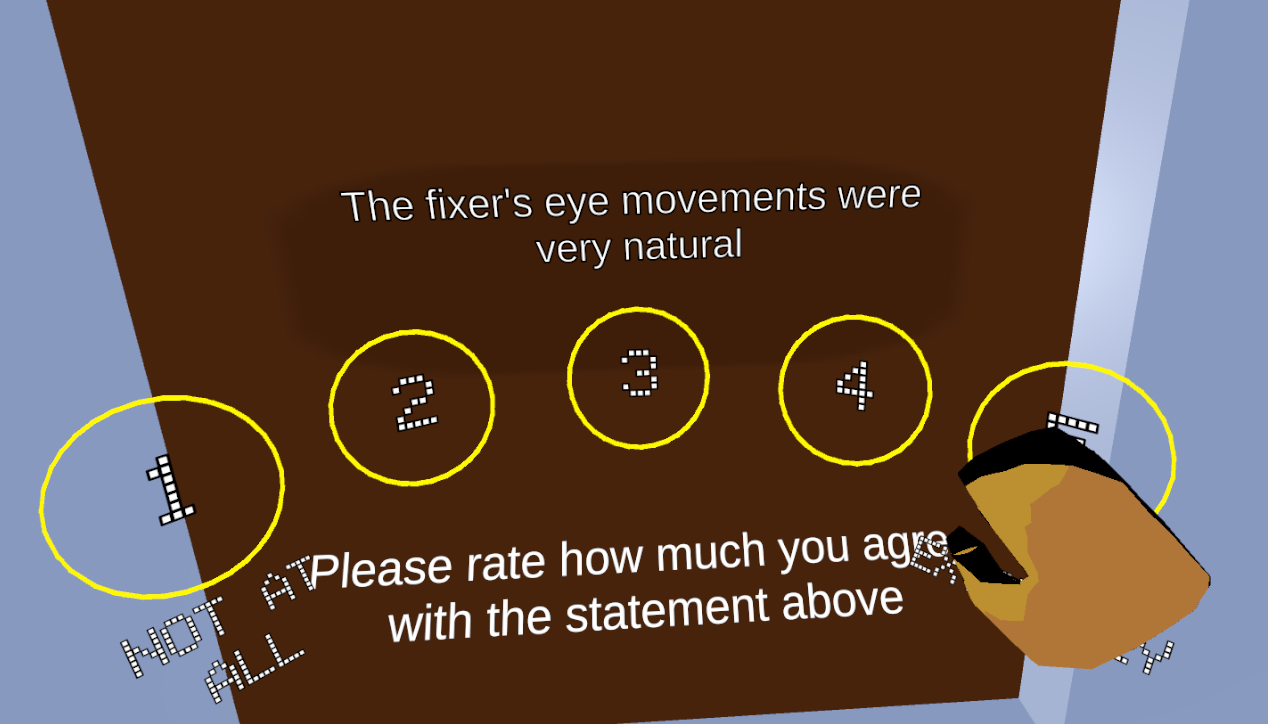 The fixer's eye movements were
very natural
1 2 3 4
Please rate how much you agre
with the statement above
NOT AT
ALL